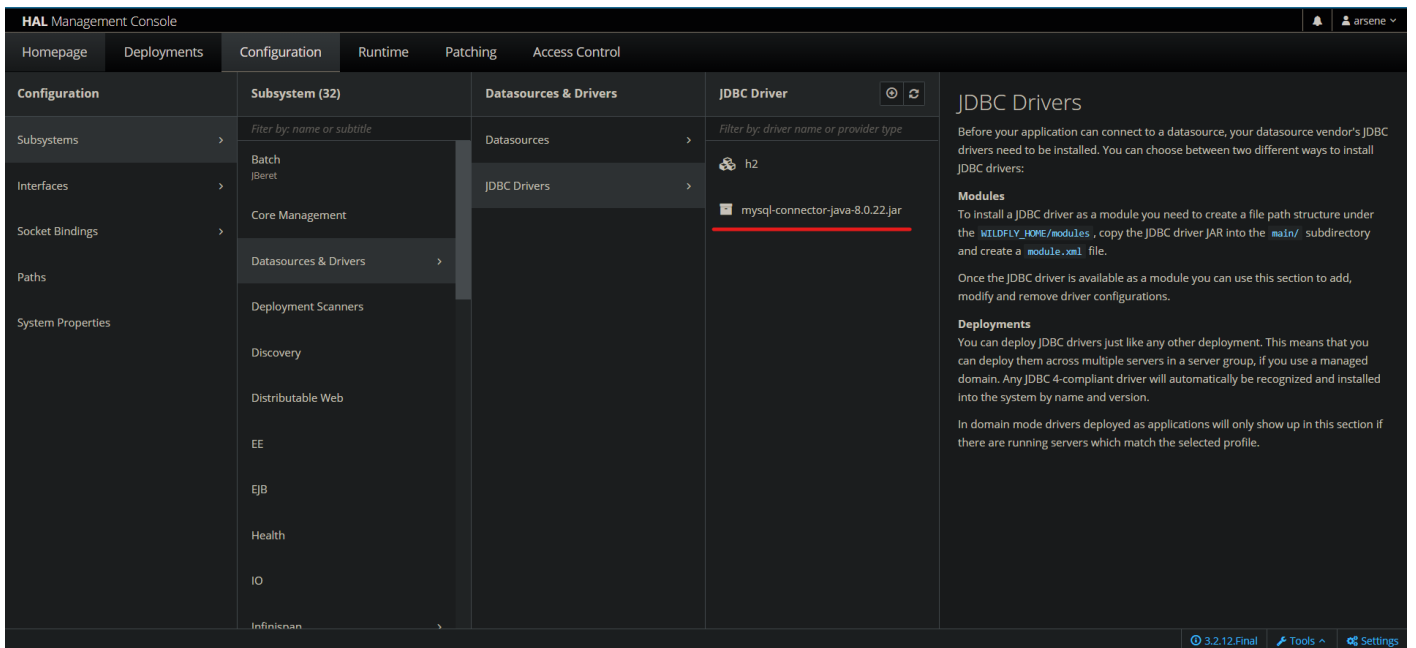 HAL Management Console
arsene
Homepage Deployments Configuration Runtime Patching Access Control
Configuration
Subsystems
Interfaces
Socket Bindings
Paths
System Properties
Subsystem (32)
Fiter by: name or subtitle
Batch
JBeret
Core Management
Datasources & Drivers
Deployment Scanners
Discovery
Distributable Web
EE
EJB
Health
IO
Infinispan
Datasources & Drivers
Datasources
JDBC Drivers
JDBC Driver
Filter by: driver name or provider type
h2
mysql-connector-java-8.0.22.jar
JDBC Drivers
Before your application can connect to a datasource, your datasource vendor's JDBC
drivers need to be installed. You can choose between two different ways to install
JDBC drivers:
Modules
To install a JDBC driver as a module you need to create a file path structure under
the WILDFLY_HOME/modules , copy the JDBC driver JAR into the main/ subdirectory
and create a module.xml file.
Once the JDBC driver is available as a module you can use this section to add,
modify and remove driver configurations.
Deployments
You can deploy JDBC drivers just like any other deployment. This means that you
can deploy them across multiple servers in a server group, if you use a managed
domain. Any JDBC 4-compliant driver will automatically be recognized and installed
into the system by name and version.
In domain mode drivers deployed as applications will only show up in this section if
there are running servers which match the selected profile.
3.2.12.Final Tools Settings